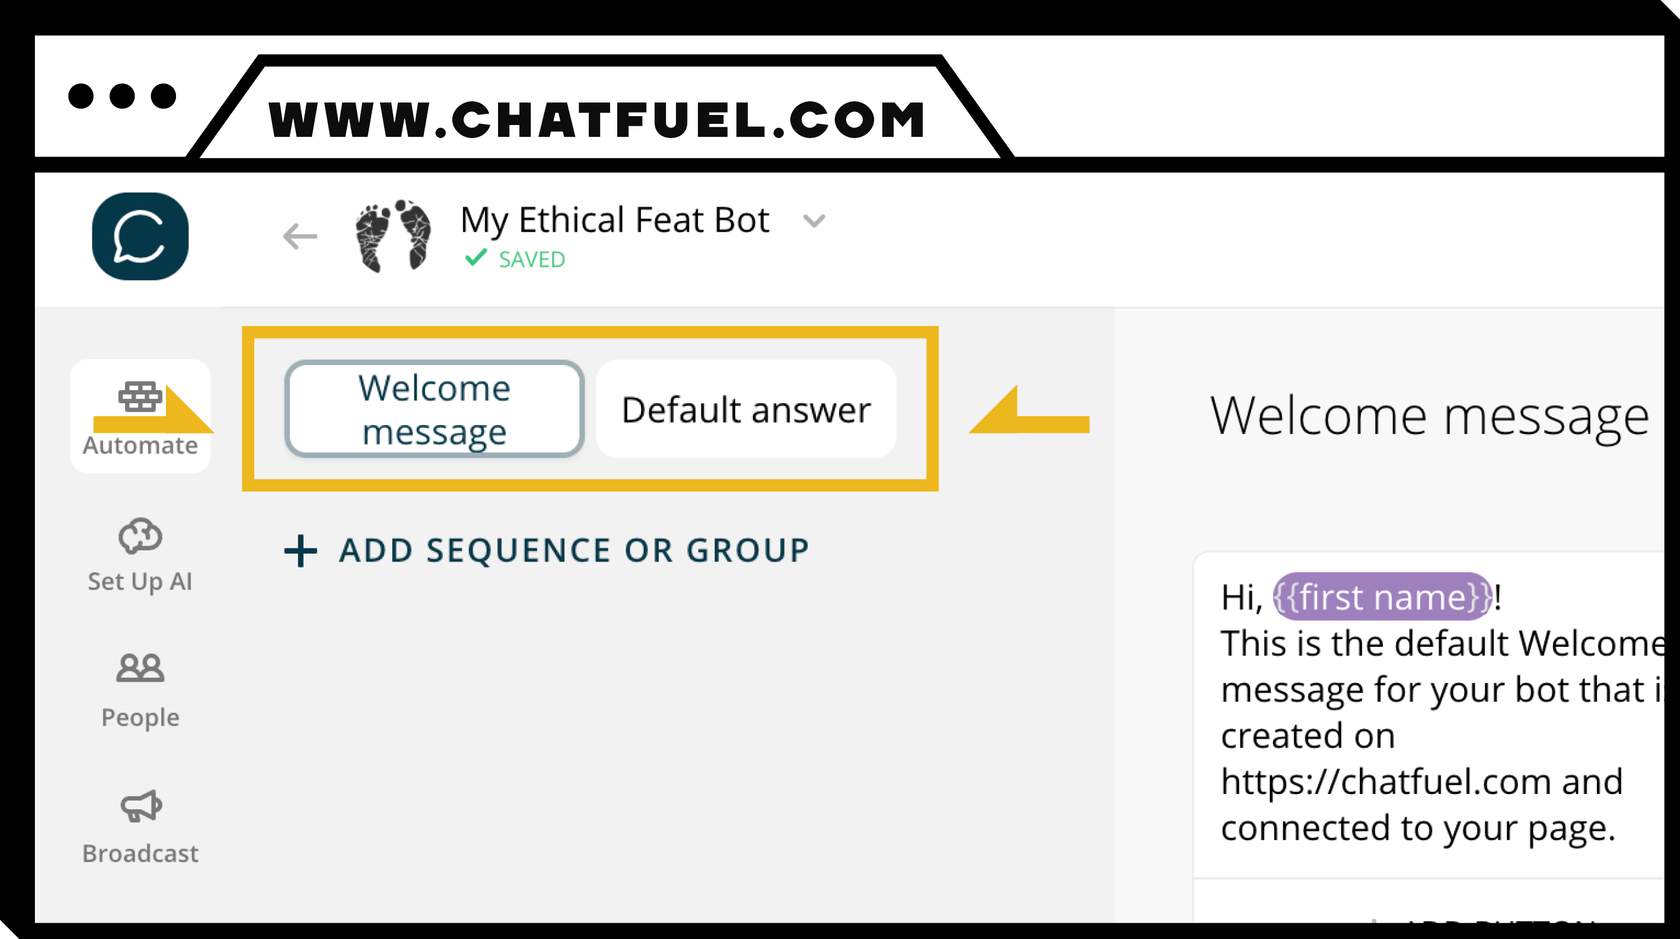 WWW.CHATFUEL.COM
My Ethical Feat Bot
SAVED
Automate
Set Up AI
People
Broadcast
Welcome
message
Default answer
ADD SEQUENCE OR GROUP
Welcome message
Hi, {{first name}}!
This is the default Welcome
message for your bot that
created on
https://chatfuel.com and
connected to your page.